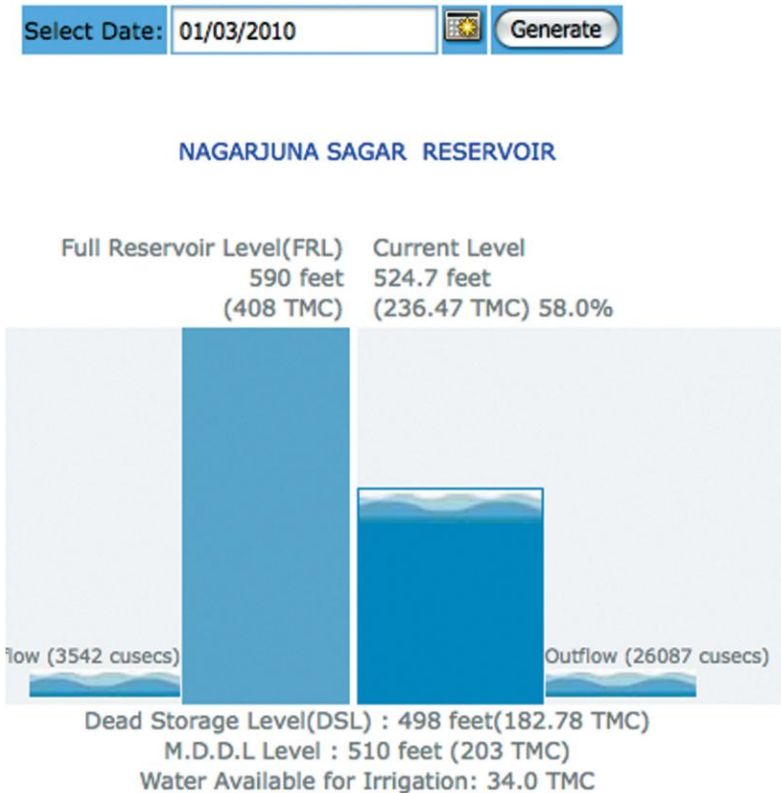 Select Date: 01/03/2010 Generate
NAGARJUNA SAGAR RESERVOIR
Full Reservoir Level(FRL)
590 feet
(408 TMC)
Current Level
524.7 feet
(236.47 TMC) 58.0%
flow (3542 cusecs)
Outflow (26087 cusecs)
Dead Storage Level(DSL) : 498 feet(182.78 TMC)
M.D.D.L Level : 510 feet (203 TMC)
Water Available for Irrigation: 34.0 TMC